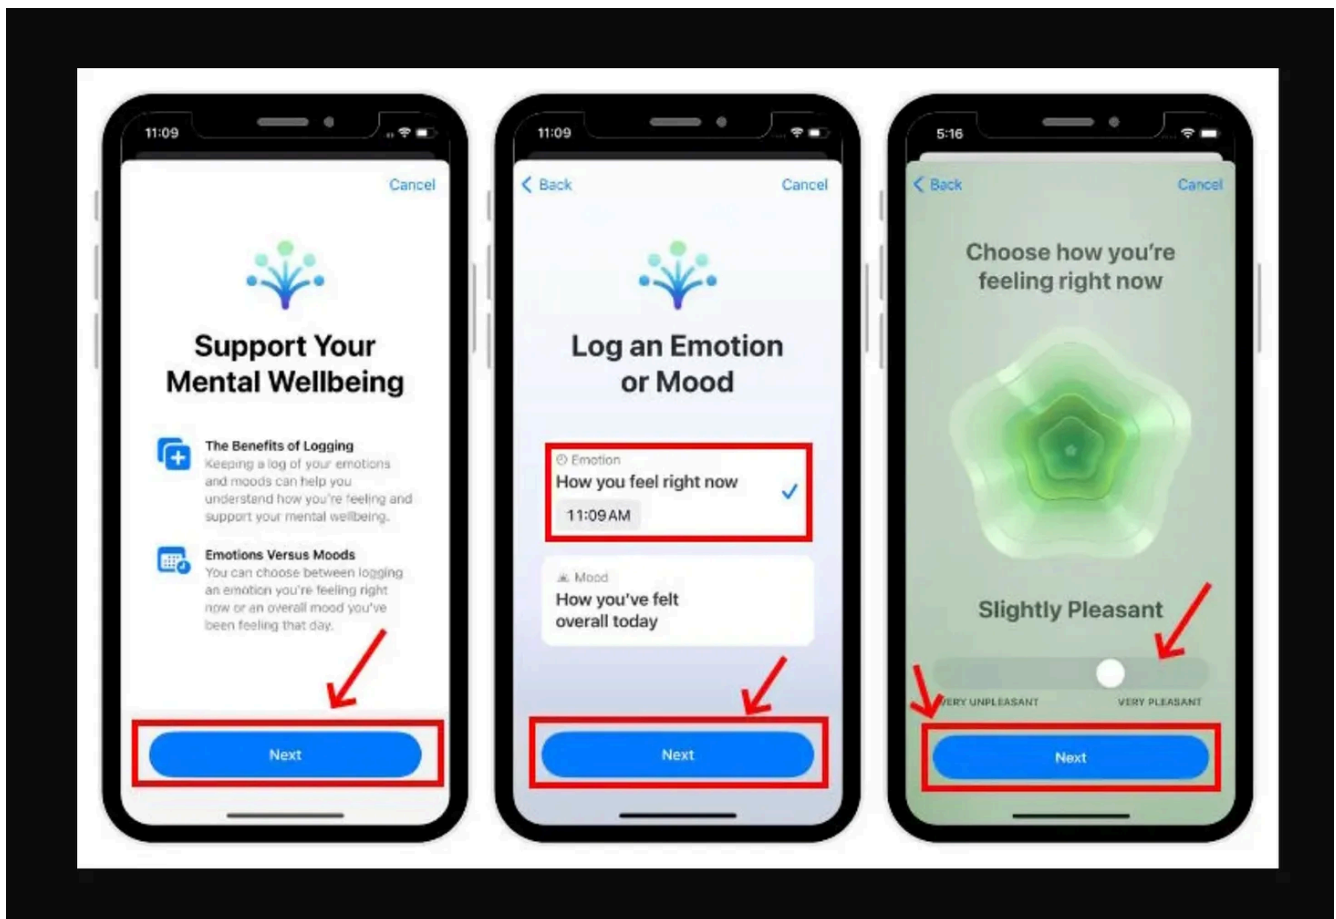 11:09
Cancel
Support Your
Mental Wellbeing
The Benefits of Logging
Keeping a log of your emotions
and moods can help you
understand how you're feeling and
support your mental wellbeing.
Emotions Versus Moods
You can choose between logging
an emotion you're feeling right
now or an overall mood you've
been feeling that day.
Next
11:09
Back
Cancel
Log an Emotion
or Mood
Emotion
How you feel right now
11:09 AM
Mood
How you've felt
overall today
Next
5:16
Back
Cancel
Choose how you're
feeling right now
Slightly Pleasant
VERY UNPLEASANT
VERY PLEASANT
Next